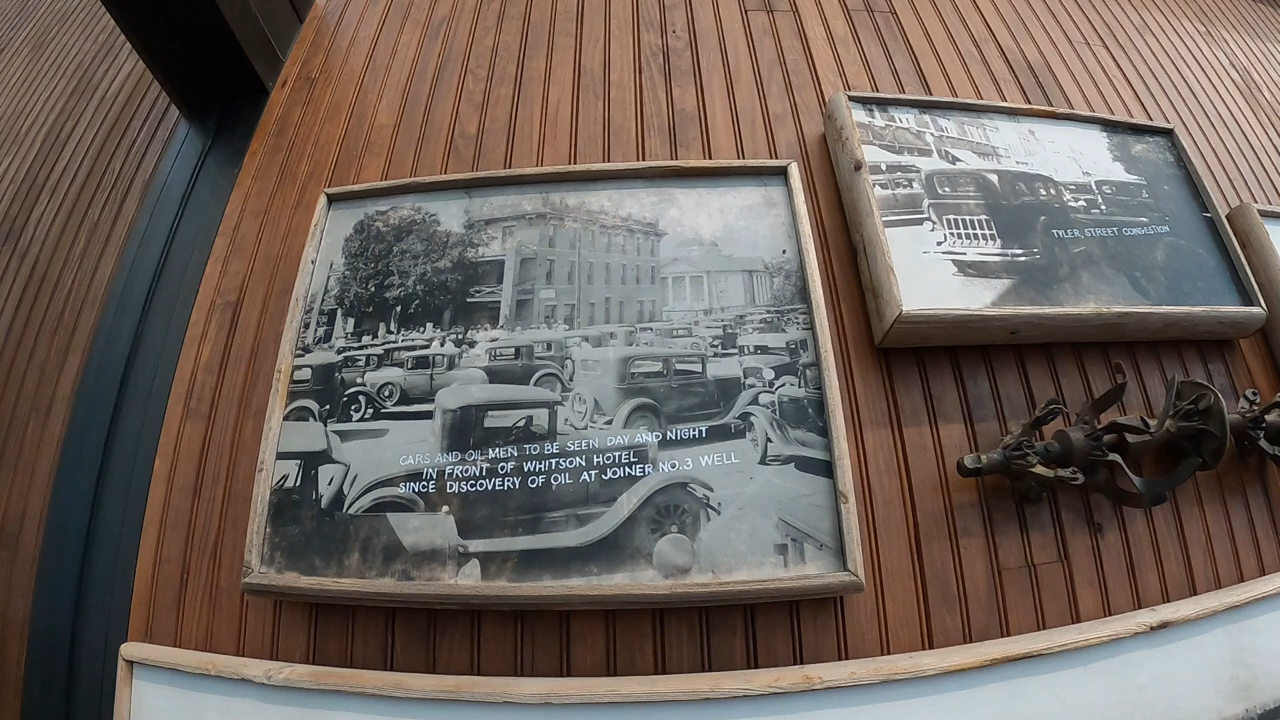 CARS AND OIL MEN TO BE SEEN DAY AND NIGHT
IN FRONT OF WHITSON HOTEL
SINCE DISCOVERY OF OIL AT JOINER NO.3 WELL
TYLER, STREET CONGESTION